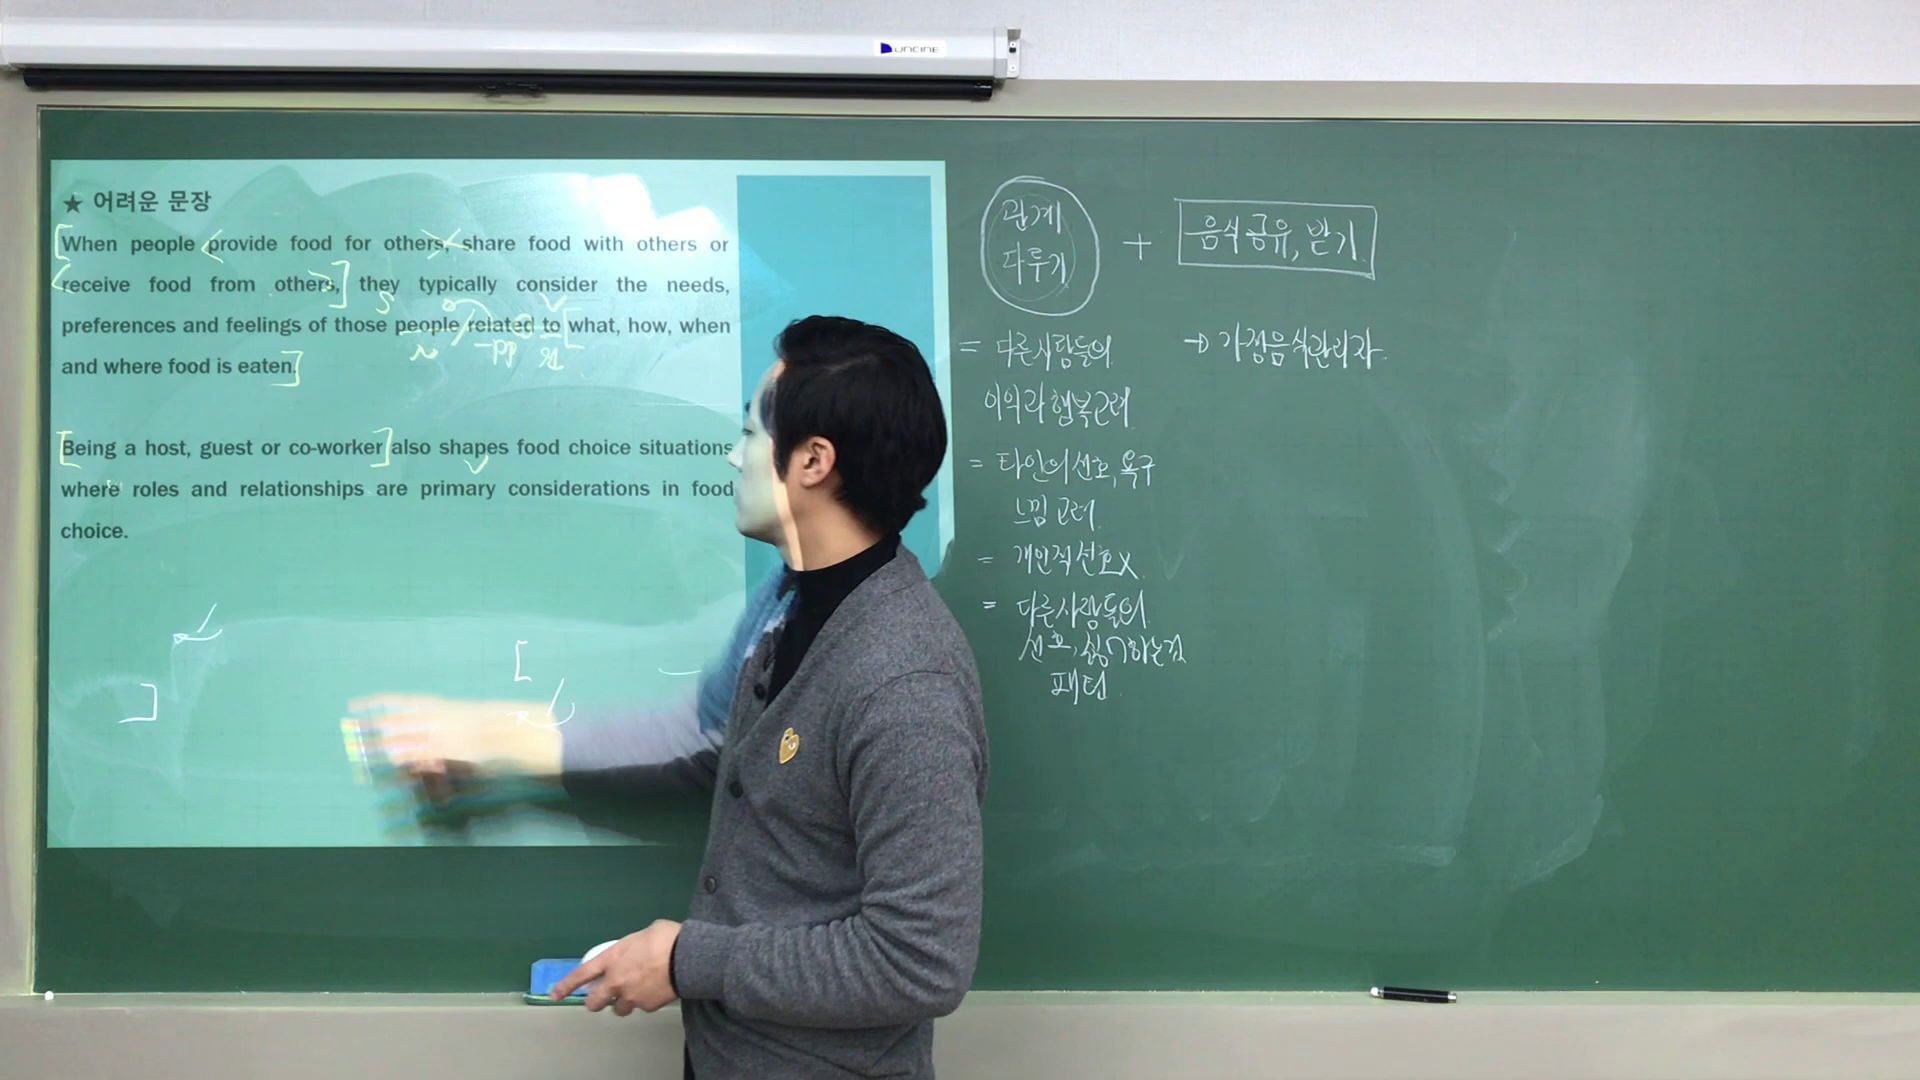 UNCINE
★ 어려운 문장
When people provide food for others, share food with others or
receive food from others, they typically consider the needs,
preferences and feelings of those people related to what, how, when
and where food is eaten.
Being a host, guest or co-worker also shapes food choice situations
where roles and relationships are primary considerations in food
choice.
S
v
n
-pp
전
관계
다루기
+
음식공유, 받기
= 다른사람들의
이익과 행복고려
= 타인의 선호, 욕구
느낌 고려
= 개인적 선호X
= 다른사람들의
선호, 싫어하는것
패턴
→ 가정음식관리자